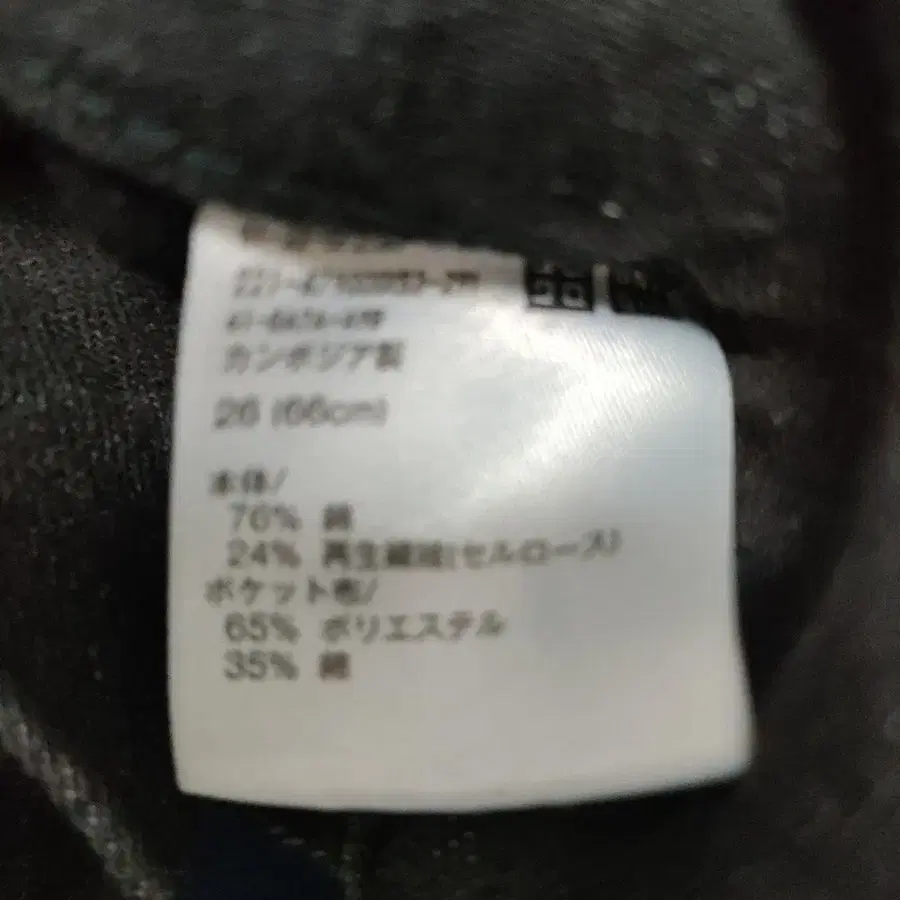 カンボジア製
26 (66cm)
本体/
76% 綿
24% 再生繊維(セルロース)
ポケット布/
65% ポリエステル
35% 綿